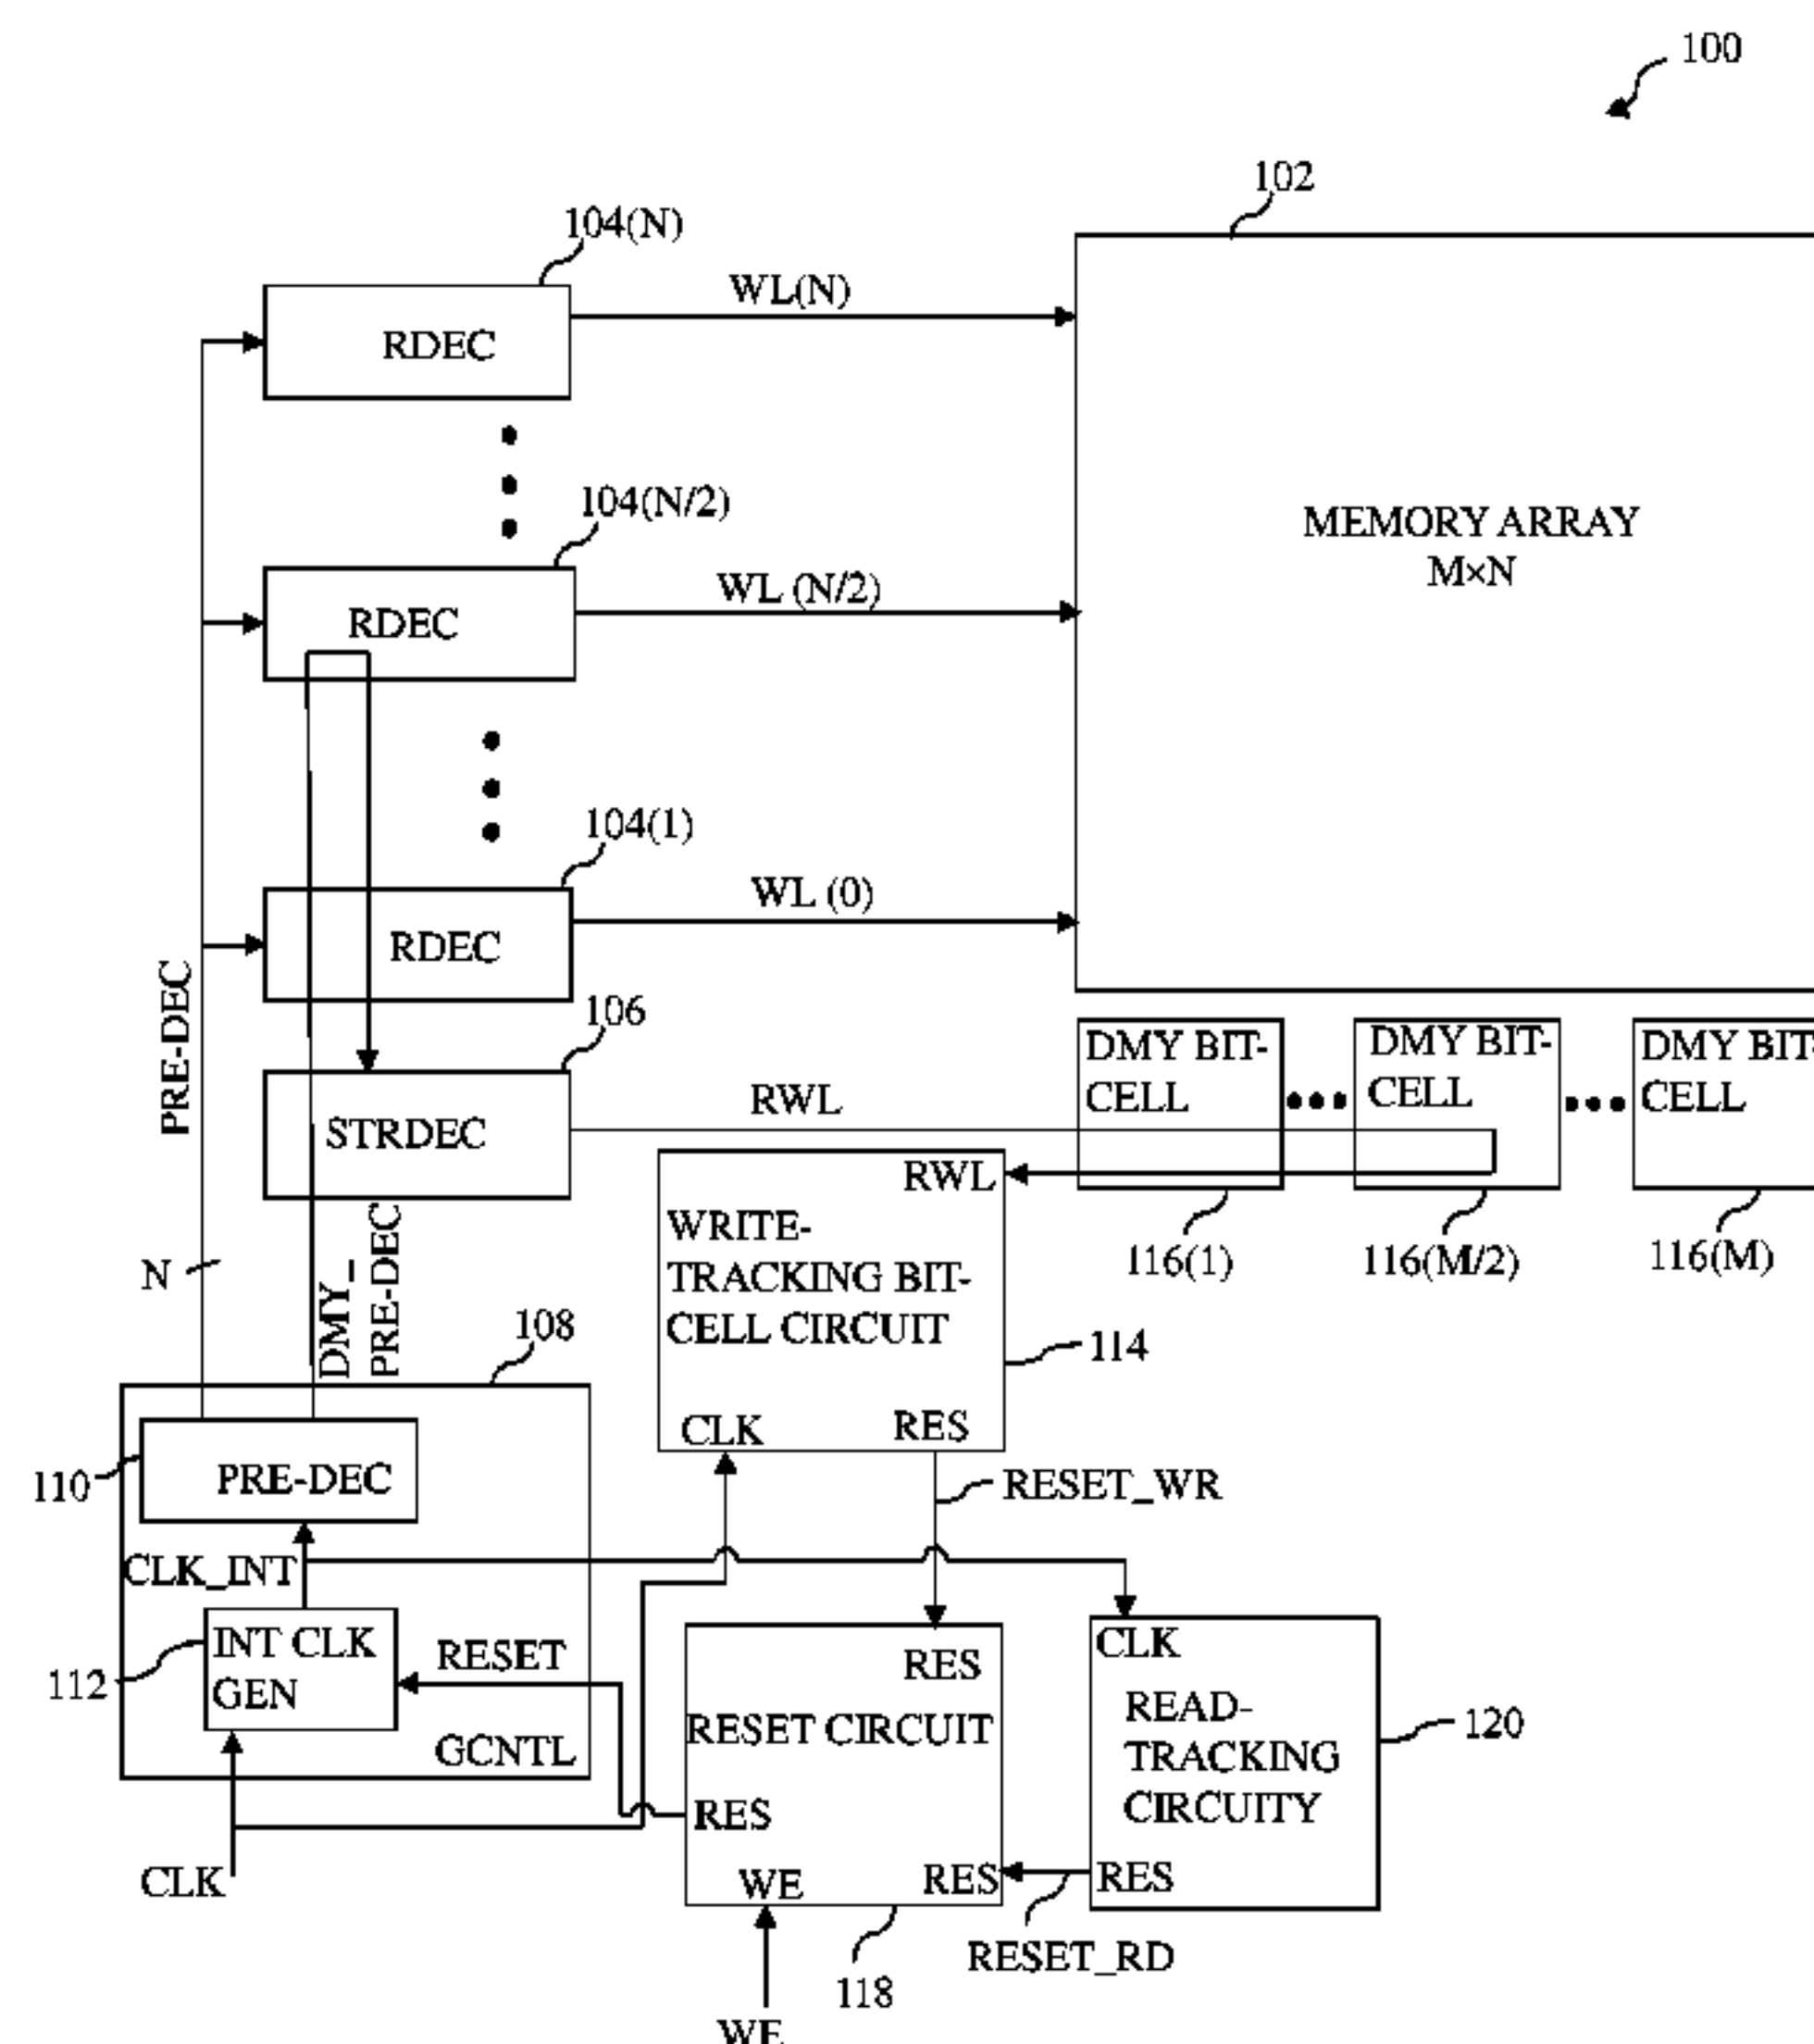 100
102
104(N)
WL(N)
RDEC
104(N/2)
MEMORY ARRAY
M×N
WL (N/2)
RDEC
104(1)
WL (0)
RDEC
PRE-DEC
106
DMY BIT-
CELL
DMY BIT-
CELL
DMY BIT-
CELL
RWL
STRDEC
RWL
WRITE-
TRACKING BIT-
CELL CIRCUIT
116(1)
116(M/2)
116(M)
N
DMY_
PRE-DEC
108
114
CLK
RES
110
PRE-DEC
RESET_WR
CLK_INT
INT CLK
GEN
112
RESET
GCNTL
RES
RESET CIRCUIT
RES
WE
RES
CLK
READ-
TRACKING
CIRCUITY
RES
120
CLK
RESET_RD
118
WE